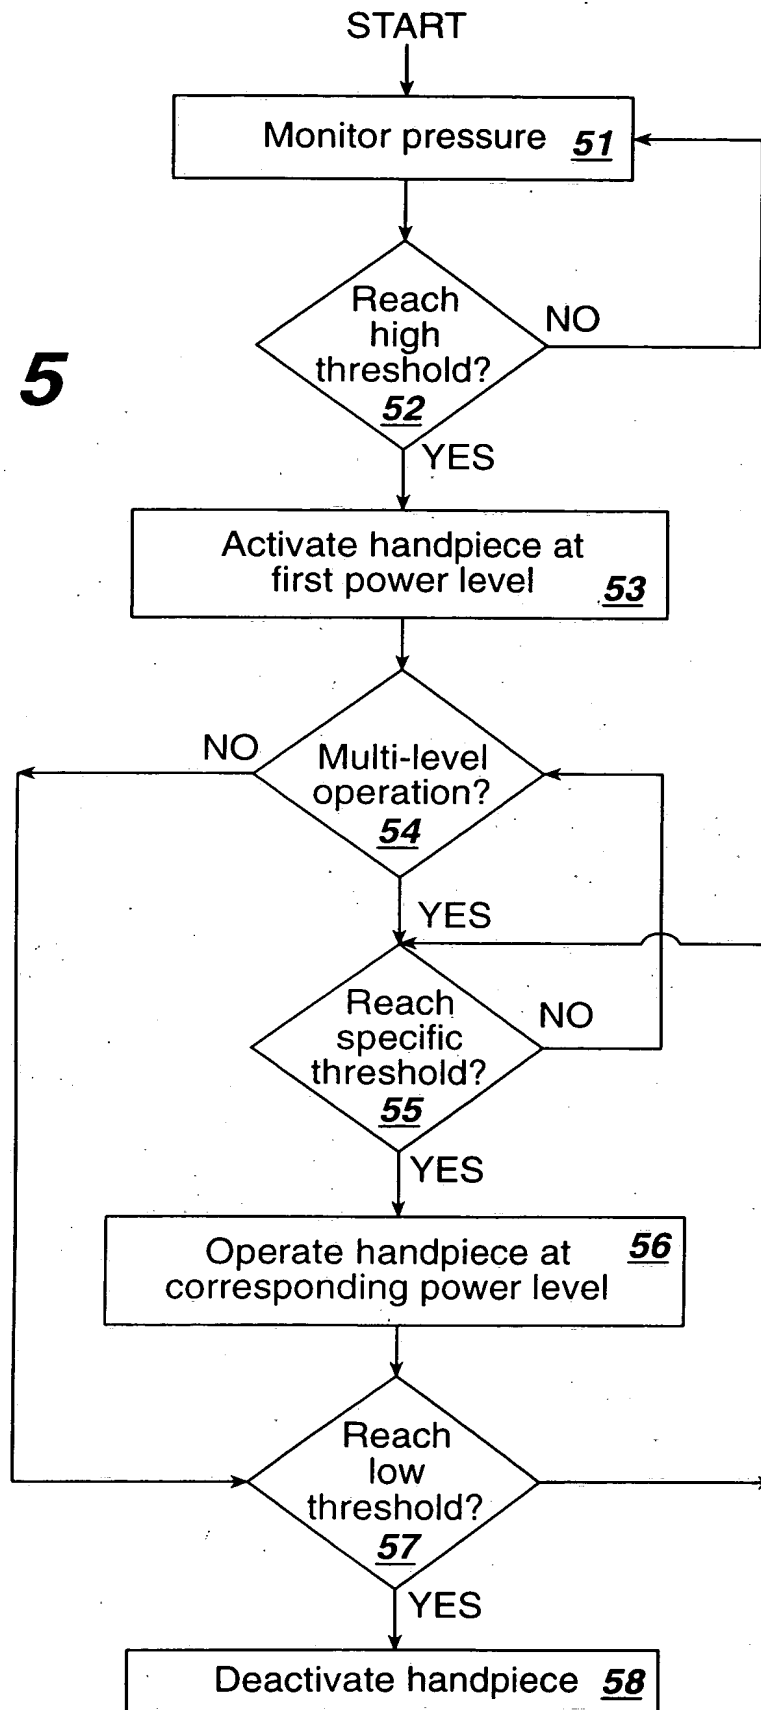 START
Monitor pressure 51
Reach
high
threshold?
52
NO
5
YES
Activate handpiece at
first power level 53
NO
Multi-level
operation?
54
YES
Reach
specific
threshold?
55
NO
YES
Operate handpiece at 56
corresponding power level
Reach
low
threshold?
57
YES
Deactivate handpiece 58